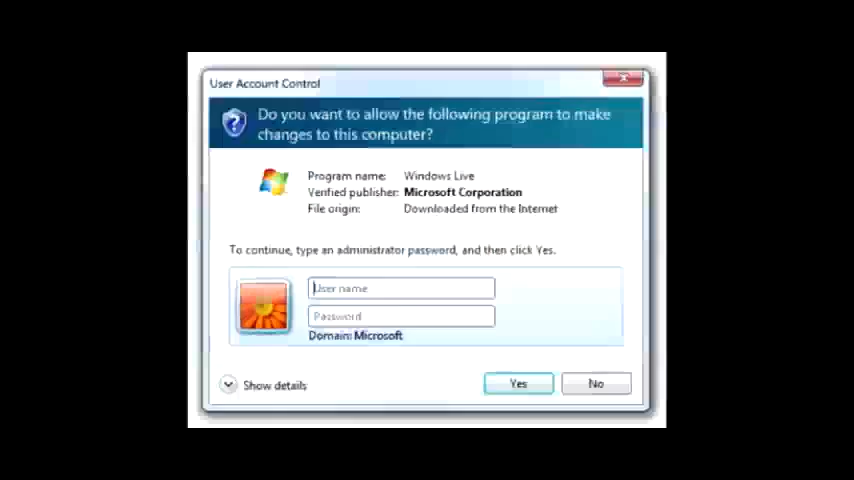 User Account Control
Do you want to allow the following program to make
changes to this computer?
Program name: Windows Live
Verified publisher: Microsoft Corporation
File origin: Downloaded from the Internet
To continue, type an administrator password, and then click Yes.
User name
Password
Domain: Microsoft
Show details
Yes
No